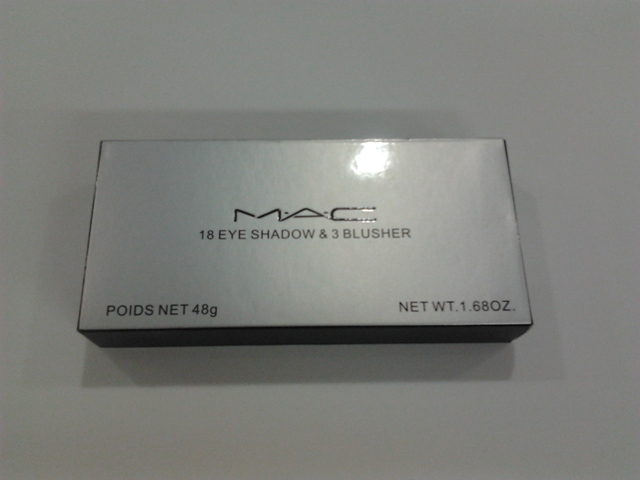 M·A·C
18 EYE SHADOW & 3 BLUSHER
POIDS NET 48g
NET WT.1.68OZ.